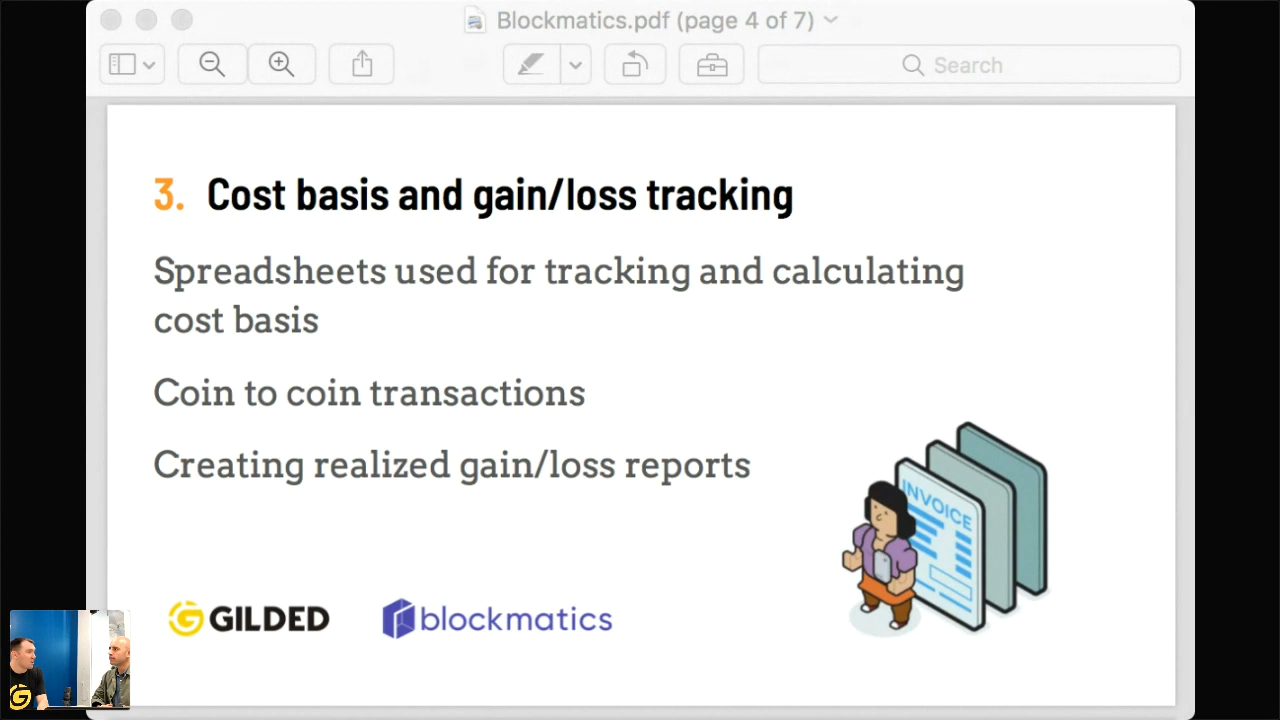 Blockmatics.pdf (page 4 of 7)
Search
3. Cost basis and gain/loss tracking
Spreadsheets used for tracking and calculating
cost basis
Coin to coin transactions
Creating realized gain/loss reports
INVOICE
GILDED
blockmatics